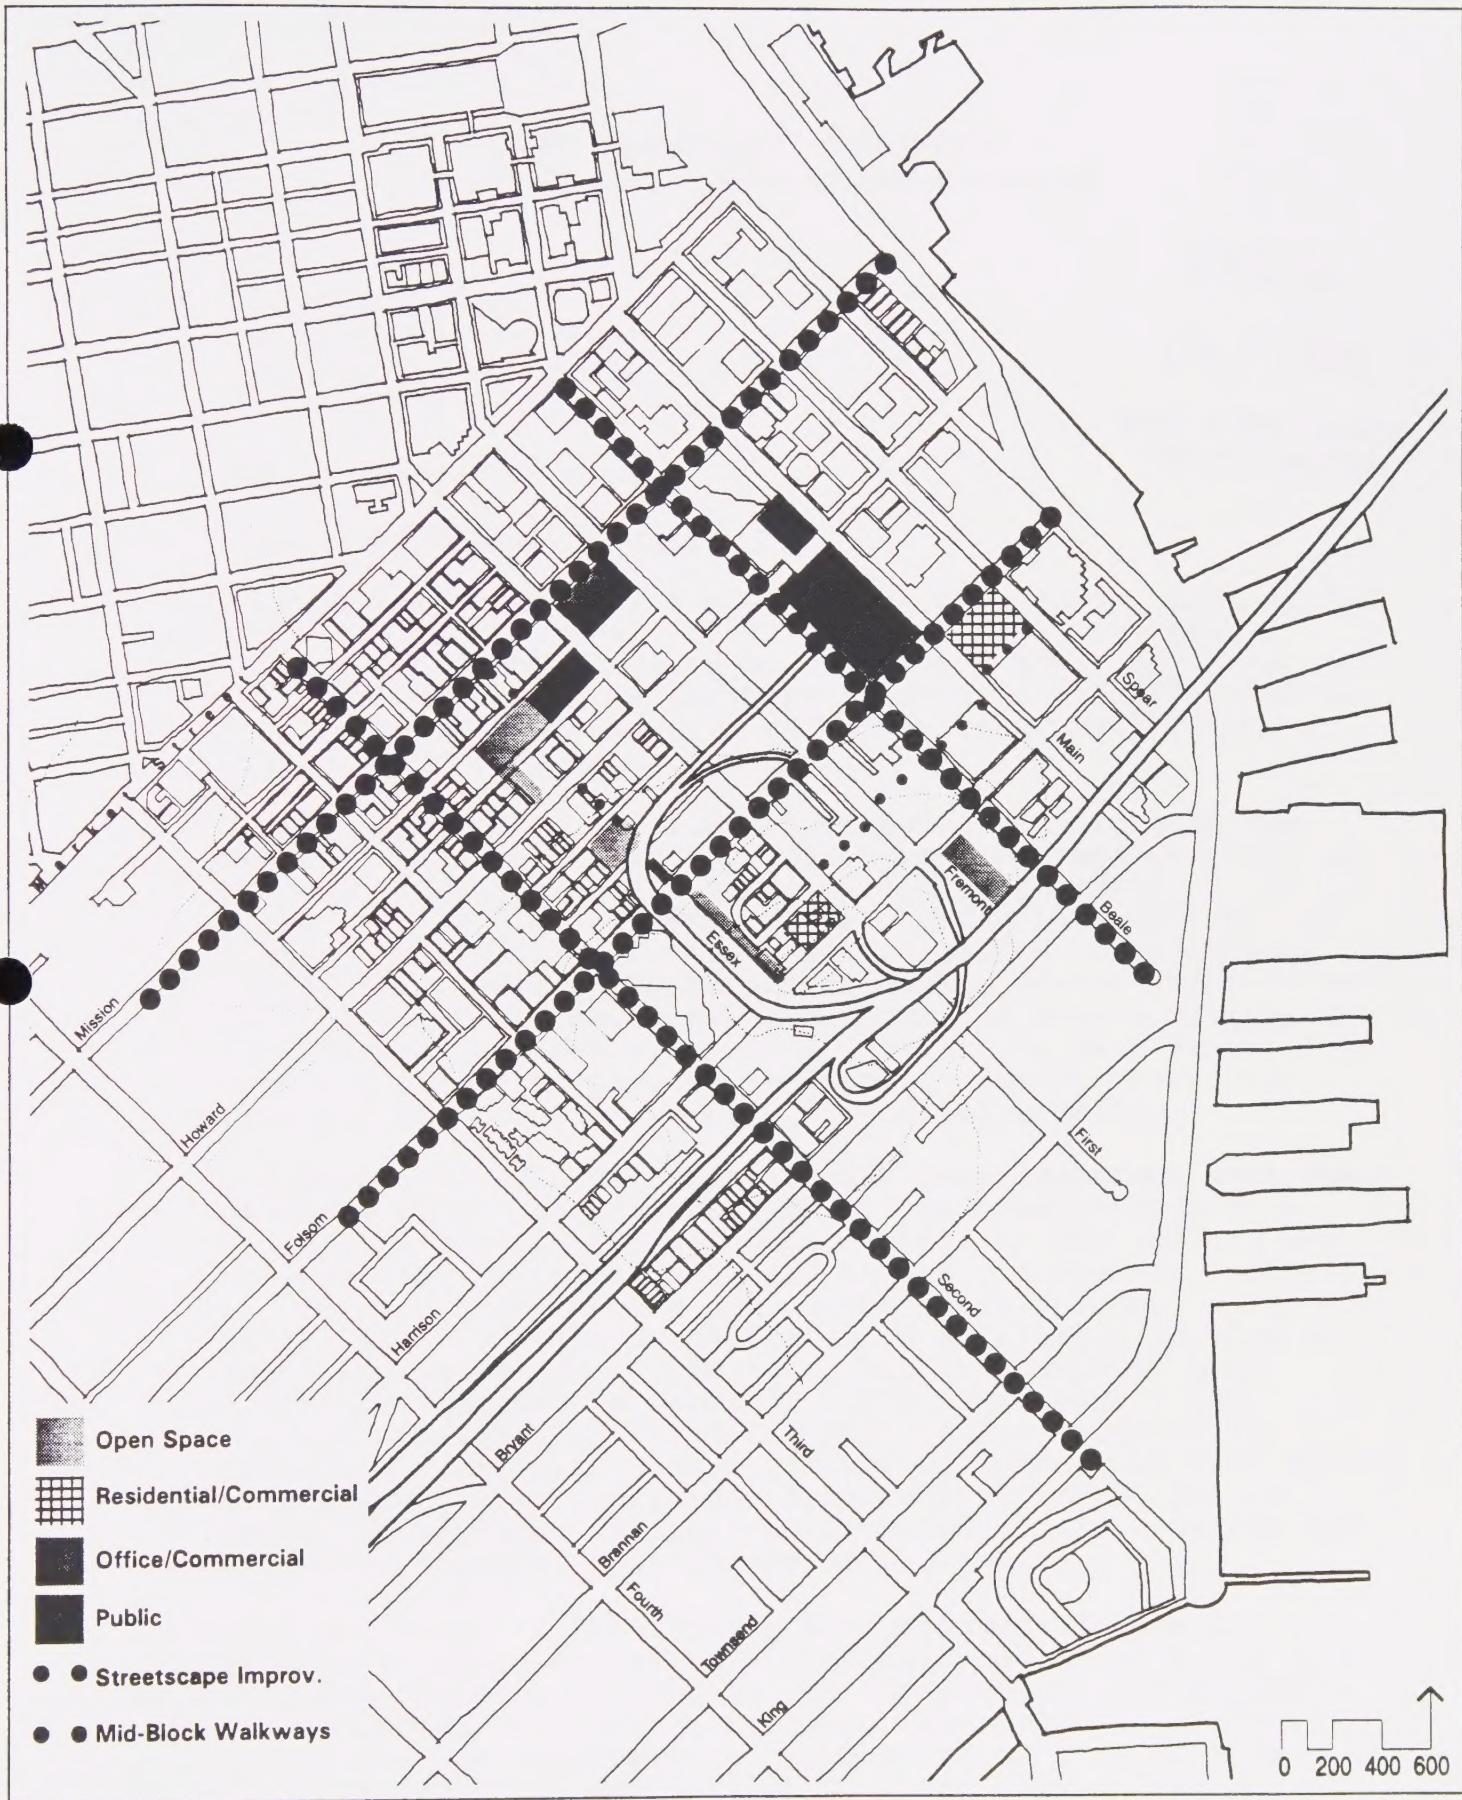 Spear
Main
Market
Fremont
Beale
Essex
Mission
Howard
First
Folsom
Second
Harrison
Open Space
Bryant
Third
Residential/Commercial
Brannan
Office/Commercial
Fourth
Public
Townsend
Streetscape Improv.
King
Mid-Block Walkways
0 200 400 600